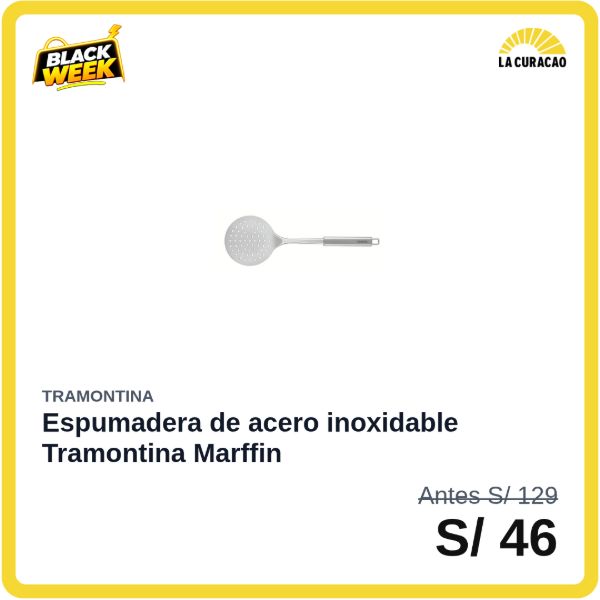 BLACK
WEEK
LA CURACAO
TRAMONTINA
Espumadera de acero inoxidable
Tramontina Marffin
Antes S/ 129
S/ 46